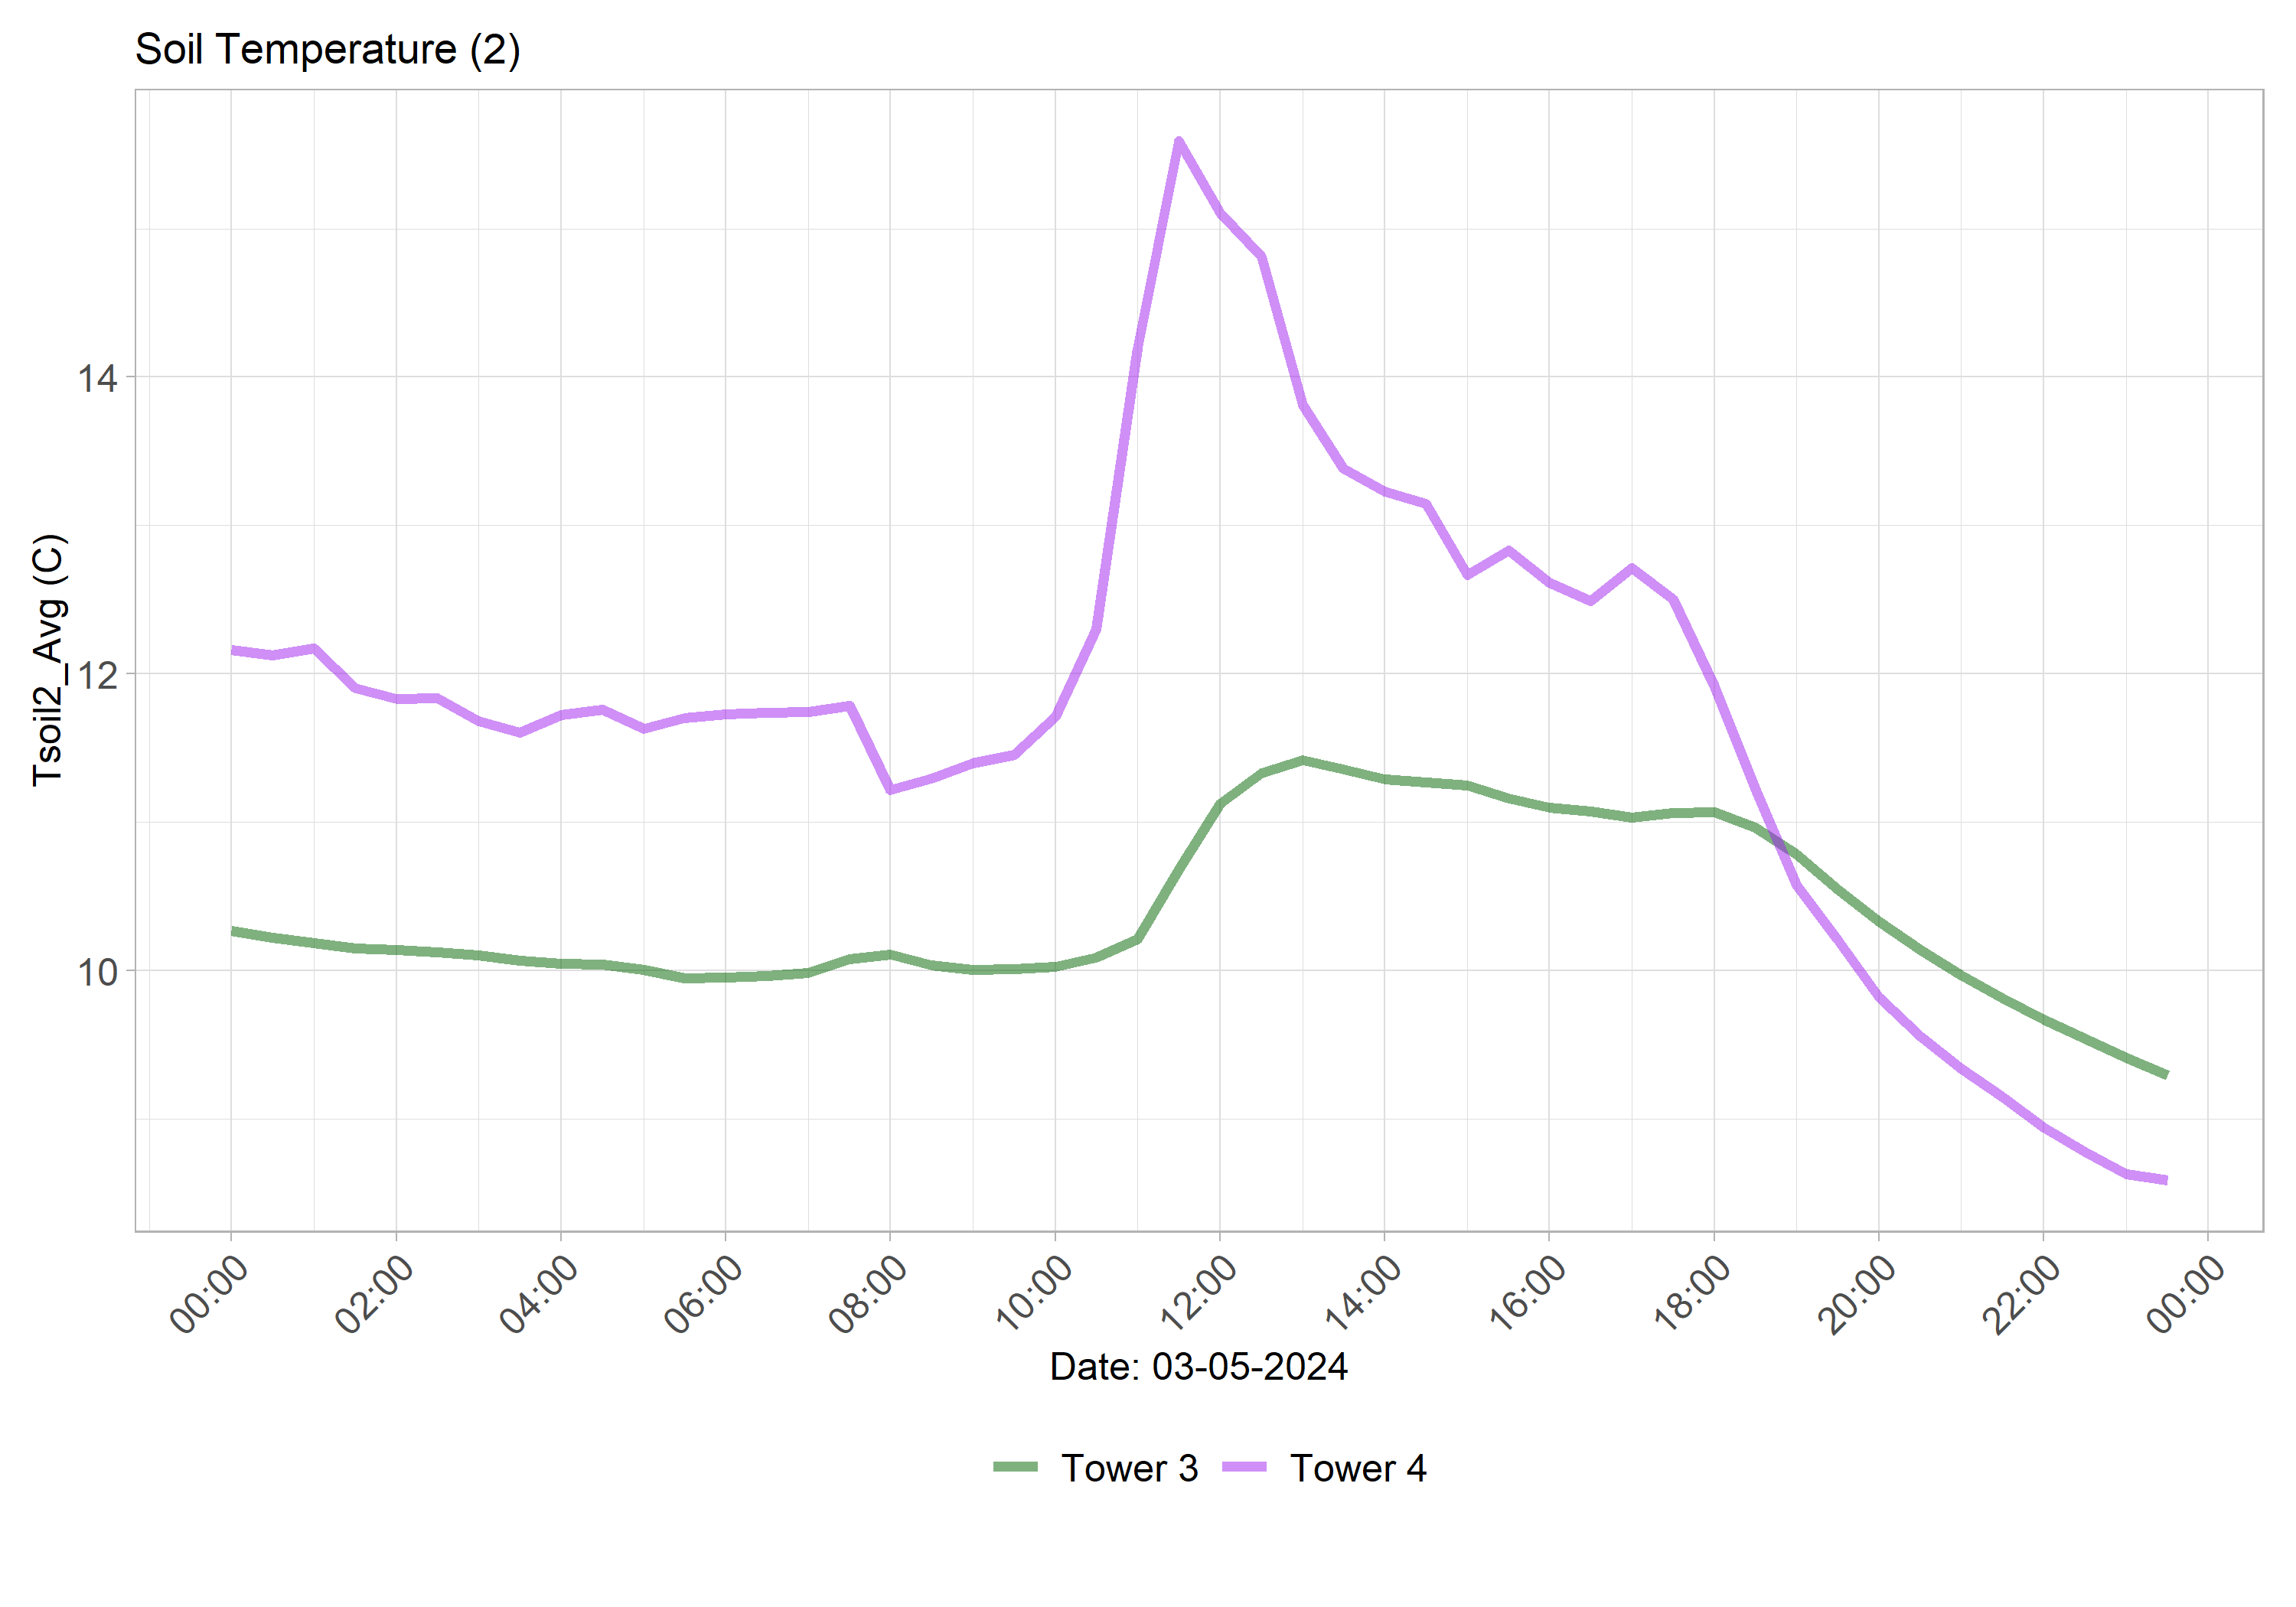 Soil Temperature (2)
Tsoil2_Avg (C)
14
12
10
00:00 02:00 04:00 06:00 08:00 10:00 12:00 14:00 16:00 18:00 20:00 22:00 00:00
Date: 03-05-2024
Tower 3 Tower 4